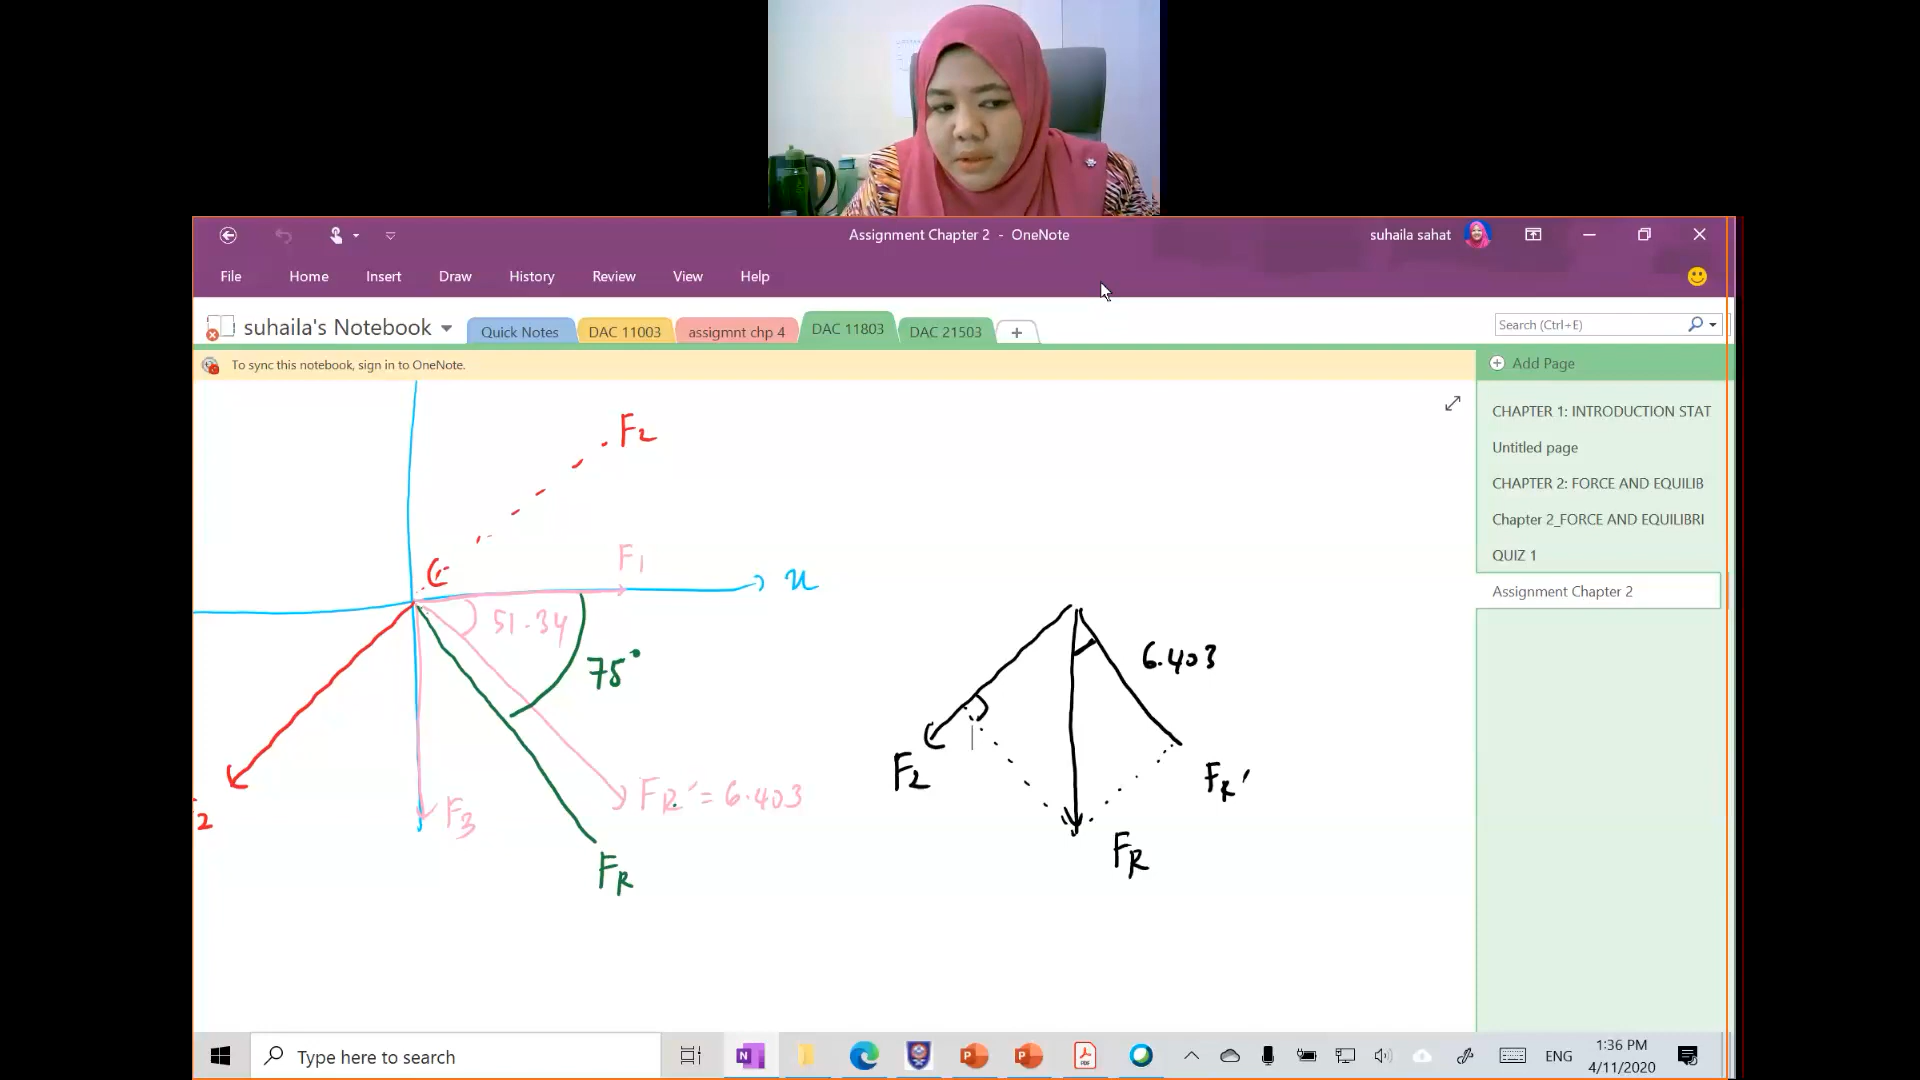 Assignment Chapter 2 - OneNote
suhaila sahat
File Home Insert Draw History Review View Help
suhaila's Notebook
Quick Notes
DAC 11003
assigmnt chp 4
DAC 11803
DAC 21503
Search (Ctrl+E)
To sync this notebook, sign in to OneNote.
Add Page
CHAPTER 1: INTRODUCTION STAT
Untitled page
CHAPTER 2: FORCE AND EQUILIB
Chapter 2_FORCE AND EQUILIBRI
QUIZ 1
Assignment Chapter 2
F2
F1
51.34
75°
FR' = 6.403
F3
2
FR
6.403
F2
FR'
FR
Type here to search
ENG
1:36 PM
4/11/2020